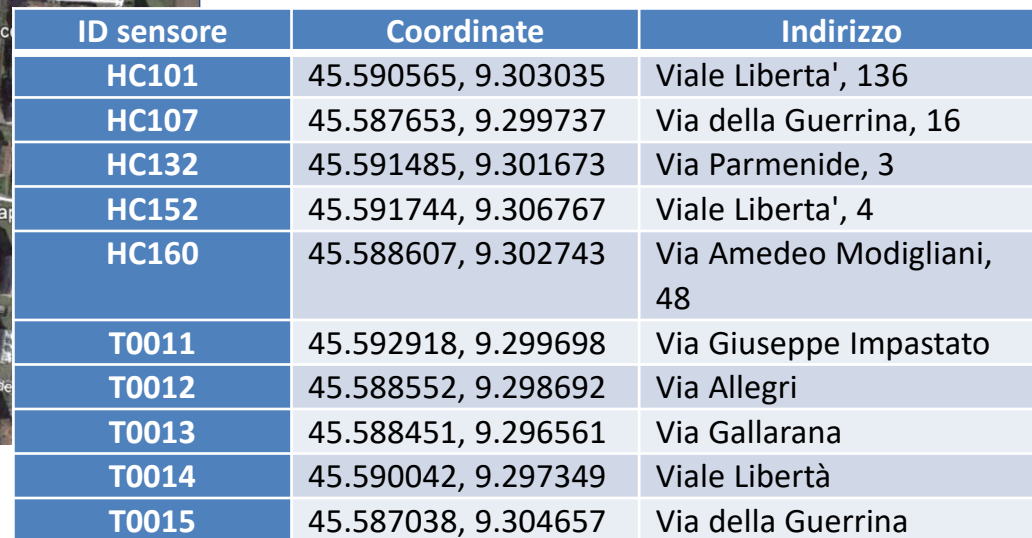 ID sensore Coordinate Indirizzo
HC101 45.590565, 9.303035 Viale Liberta', 136
HC107 45.587653, 9.299737 Via della Guerrina, 16
HC132 45.591485, 9.301673 Via Parmenide, 3
HC152 45.591744, 9.306767 Viale Liberta', 4
HC160 45.588607, 9.302743 Via Amedeo Modigliani,
48
T0011 45.592918, 9.299698 Via Giuseppe Impastato
T0012 45.588552, 9.298692 Via Allegri
T0013 45.588451, 9.296561 Via Gallarana
T0014 45.590042, 9.297349 Viale Libertà
T0015 45.587038, 9.304657 Via della Guerrina